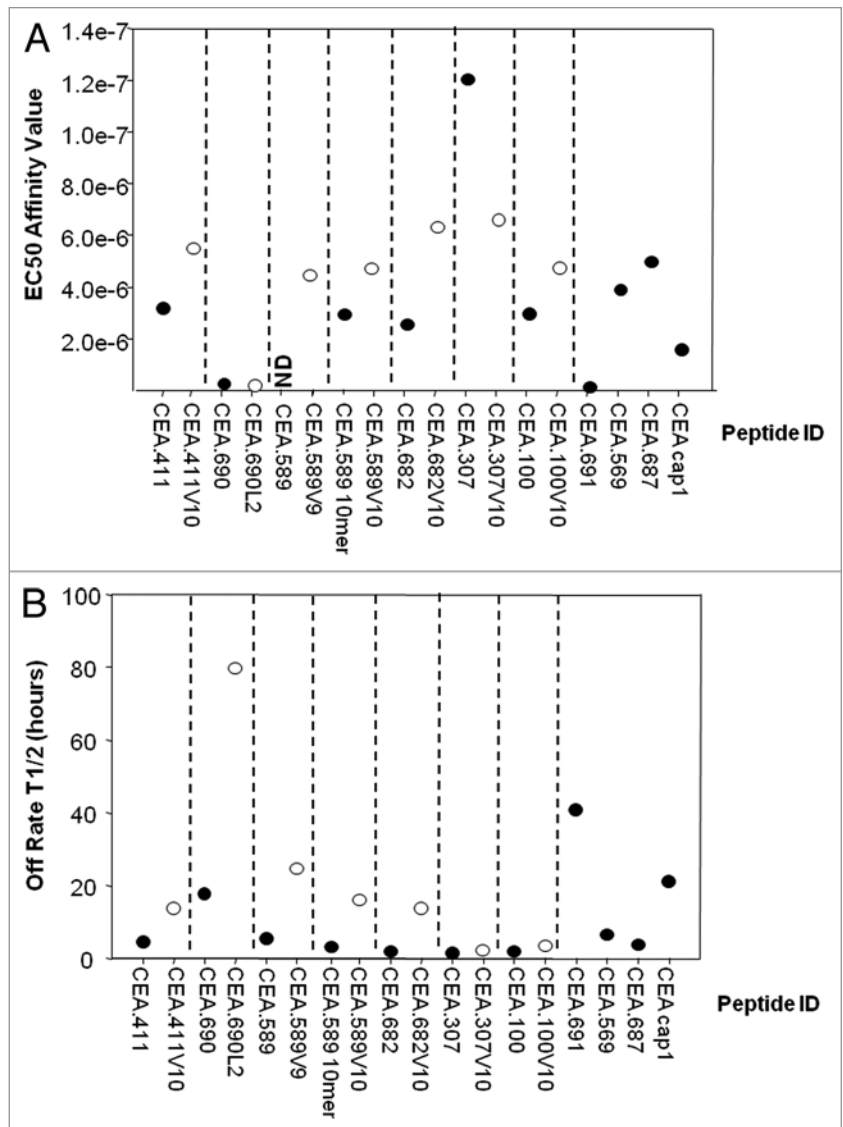 A
EC50 Affinity Value
1.4e-7
1.2e-7
1.0e-7
8.0e-6
6.0e-6
4.0e-6
2.0e-6
ND
CEA.411
CEA.411V10
CEA.690
CEA.690L2
CEA.589
CEA.589V9
CEA.589 10mer
CEA.589V10
CEA.682
CEA.682V10
CEA.307
CEA.307V10
CEA.100
CEA.100V10
CEA.691
CEA.569
CEA.687
CEA cap1
Peptide ID
B
Off Rate T1/2 (hours)
100
80
60
40
20
0
CEA.411
CEA.411V10
CEA.690
CEA.690L2
CEA.589
CEA.589V9
CEA.589 10mer
CEA.589V10
CEA.682
CEA.682V10
CEA.307
CEA.307V10
CEA.100
CEA.100V10
CEA.691
CEA.569
CEA.687
CEA cap1
Peptide ID